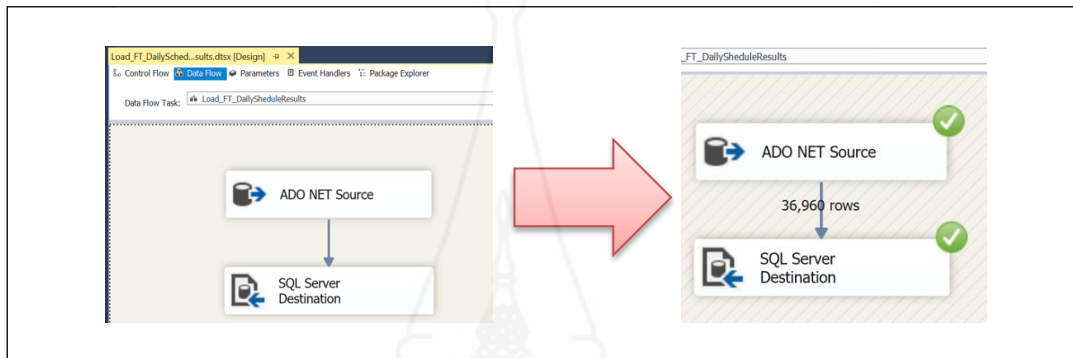 Load_FT_DailySched...sults.dtsx [Design]
Control Flow Data Flow Parameters Event Handlers Package Explorer
Data Flow Task: Load_FT_DailySheduleResults
ADO NET Source
SQL Server
Destination
_FT_DailySheduleResults
ADO NET Source
36,960 rows
SQL Server
Destination